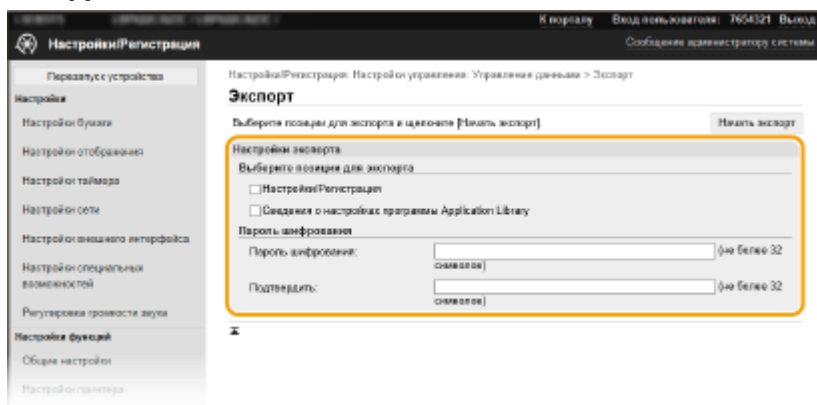 К порталу Вход пользователя: 7654321 Выход
Настройки/Регистрация
Сообщение администратору системы
Перезапуск устройства
Настройки
Настройки бумаги
Настройки отображения
Настройки таймера
Настройки сети
Настройки внешнего интерфейса
Настройки специальных
возможностей
Регулировка громкости звука
Настройки функций
Общие настройки
Настройки принтера
Настройки/Регистрация: Настройки управления: Управление данными > Экспорт
Экспорт
Выберите позиции для экспорта и щелкните [Начать экспорт].
Начать экспорт
Настройки экспорта
Выберите позиции для экспорта
Настройки/Регистрация
Сведения о настройках программы Application Library
Пароль шифрования
Пароль шифрования:
(не более 32
символов)
Подтвердить:
(не более 32
символов)